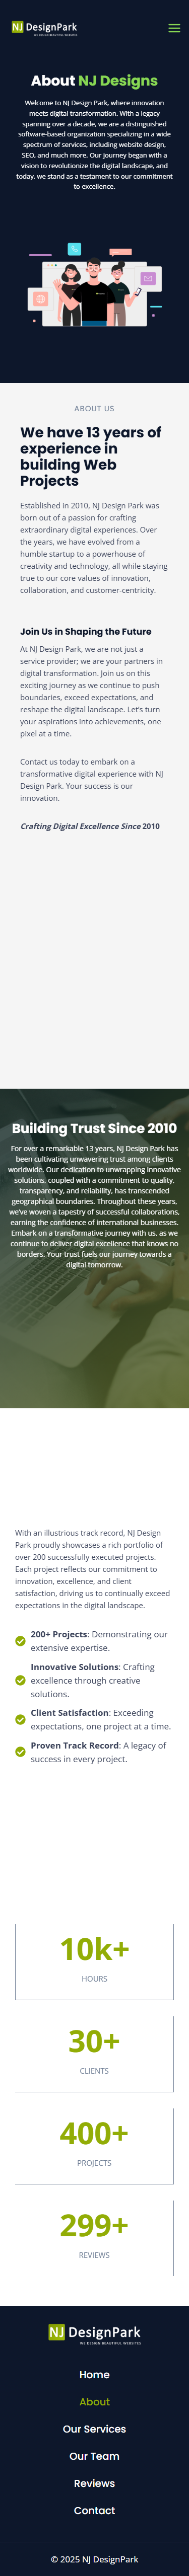 NJ DesignPark
WE DESIGN BEAUTIFUL WEBSITES
About NJ Designs
Welcome to NJ Design Park, where innovation
meets digital transformation. With a legacy
spanning over a decade, we are a distinguished
software-based organization specializing in a wide
spectrum of services, including website design,
SEO, and much more. Our journey began with a
vision to revolutionize the digital landscape, and
today, we stand as a testament to our commitment
to excellence.
ABOUT US
We have 13 years of
experience in
building Web
Projects
Established in 2010, NJ Design Park was
born out of a passion for crafting
extraordinary digital experiences. Over
the years, we have evolved from a
humble startup to a powerhouse of
creativity and technology, all while staying
true to our core values of innovation,
collaboration, and customer-centricity.
Join Us in Shaping the Future
At NJ Design Park, we are not just a
service provider; we are your partners in
digital transformation. Join us on this
exciting journey as we continue to push
boundaries, exceed expectations, and
reshape the digital landscape. Let's turn
your aspirations into achievements, one
pixel at a time.
Contact us today to embark on a
transformative digital experience with NJ
Design Park. Your success is our
innovation.
Crafting Digital Excellence Since 2010
Building Trust Since 2010
For over a remarkable 13 years, NJ Design Park has
been cultivating unwavering trust among clients
worldwide. Our dedication to unwrapping innovative
solutions, coupled with a commitment to quality,
transparency, and reliability, has transcended
geographical boundaries. Throughout these years,
we've woven a tapestry of successful collaborations,
earning the confidence of international businesses.
Embark on a transformative journey with us, as we
continue to deliver digital excellence that knows no
borders. Your trust fuels our journey towards a
digital tomorrow.
With an illustrious track record, NJ Design
Park proudly showcases a rich portfolio of
over 200 successfully executed projects.
Each project reflects our commitment to
innovation, excellence, and client
satisfaction, driving us to continually exceed
expectations in the digital landscape.
200+ Projects: Demonstrating our
extensive expertise.
Innovative Solutions: Crafting
excellence through creative
solutions.
Client Satisfaction: Exceeding
expectations, one project at a time.
Proven Track Record: A legacy of
success in every project.
10k+
HOURS
30+
CLIENTS
400+
PROJECTS
299+
REVIEWS
NJ DesignPark
WE DESIGN BEAUTIFUL WEBSITES
Home
About
Our Services
Our Team
Reviews
Contact
© 2025 NJ DesignPark